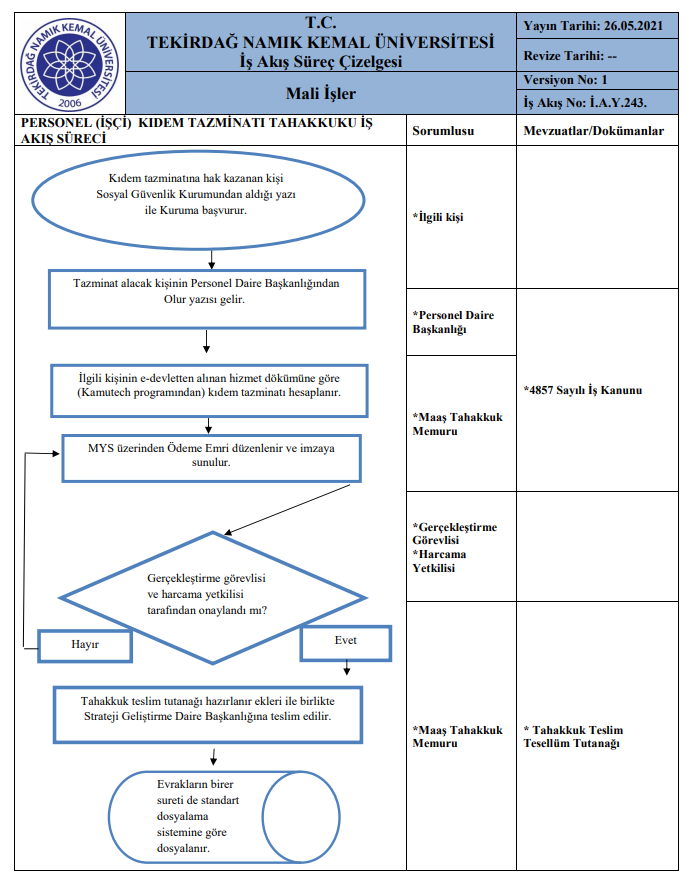 TEKİRDAĞ NAMIK KEMAL ÜNİVERSİTESİ
2006
T.C.
TEKİRDAĞ NAMIK KEMAL ÜNİVERSİTESİ
İş Akış Süreç Çizelgesi
Mali İşler
Yayın Tarihi: 26.05.2021
Revize Tarihi: --
Versiyon No: 1
İş Akış No: İ.A.Y.243.
PERSONEL (İŞÇİ) KIDEM TAZMİNATI TAHAKKUKU İŞ
AKIŞ SÜRECİ
Sorumlusu
Mevzuatlar/Dokümanlar
Kıdem tazminatına hak kazanan kişi
Sosyal Güvenlik Kurumundan aldığı yazı
ile Kuruma başvurur.
*İlgili kişi
Tazminat alacak kişinin Personel Daire Başkanlığından
Olur yazısı gelir.
*Personel Daire
Başkanlığı
İlgili kişinin e-devletten alınan hizmet dökümüne göre
(Kamutech programından) kıdem tazminatı hesaplanır.
*Maaş Tahakkuk
Memuru
*4857 Sayılı İş Kanunu
MYS üzerinden Ödeme Emri düzenlenir ve imzaya
sunulur.
*Gerçekleştirme
Görevlisi
*Harcama
Yetkilisi
Gerçekleştirme görevlisi
ve harcama yetkilisi
tarafından onaylandı mı?
Hayır
Evet
Tahakkuk teslim tutanağı hazırlanır ekleri ile birlikte
Strateji Geliştirme Daire Başkanlığına teslim edilir.
*Maaş Tahakkuk
Memuru
* Tahakkuk Teslim
Tesellüm Tutanağı
Evrakların birer
sureti de standart
dosyalama
sistemine göre
dosyalanır.